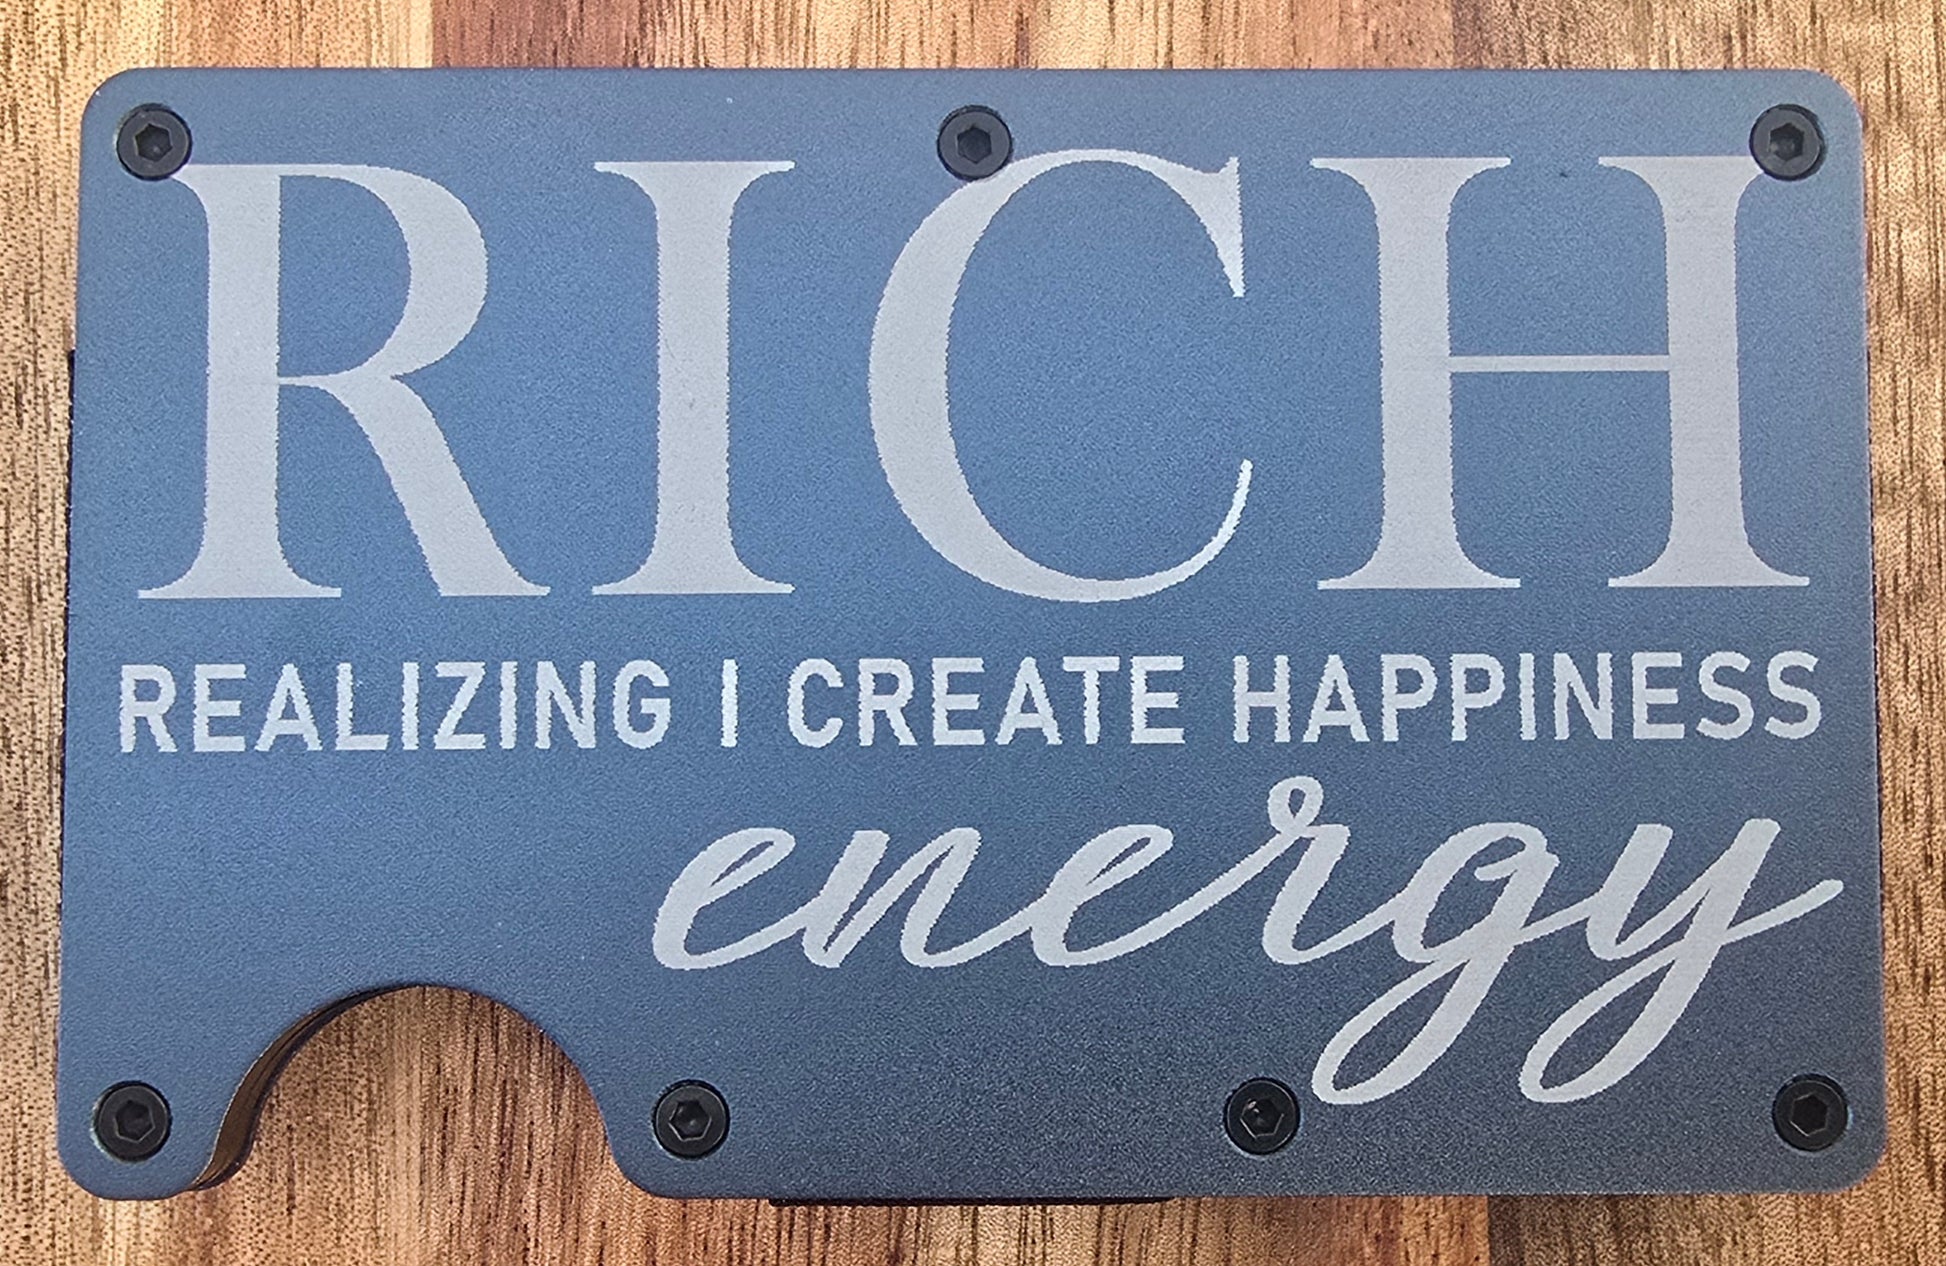 RICH
REALIZING I CREATE HAPPINESS
energy